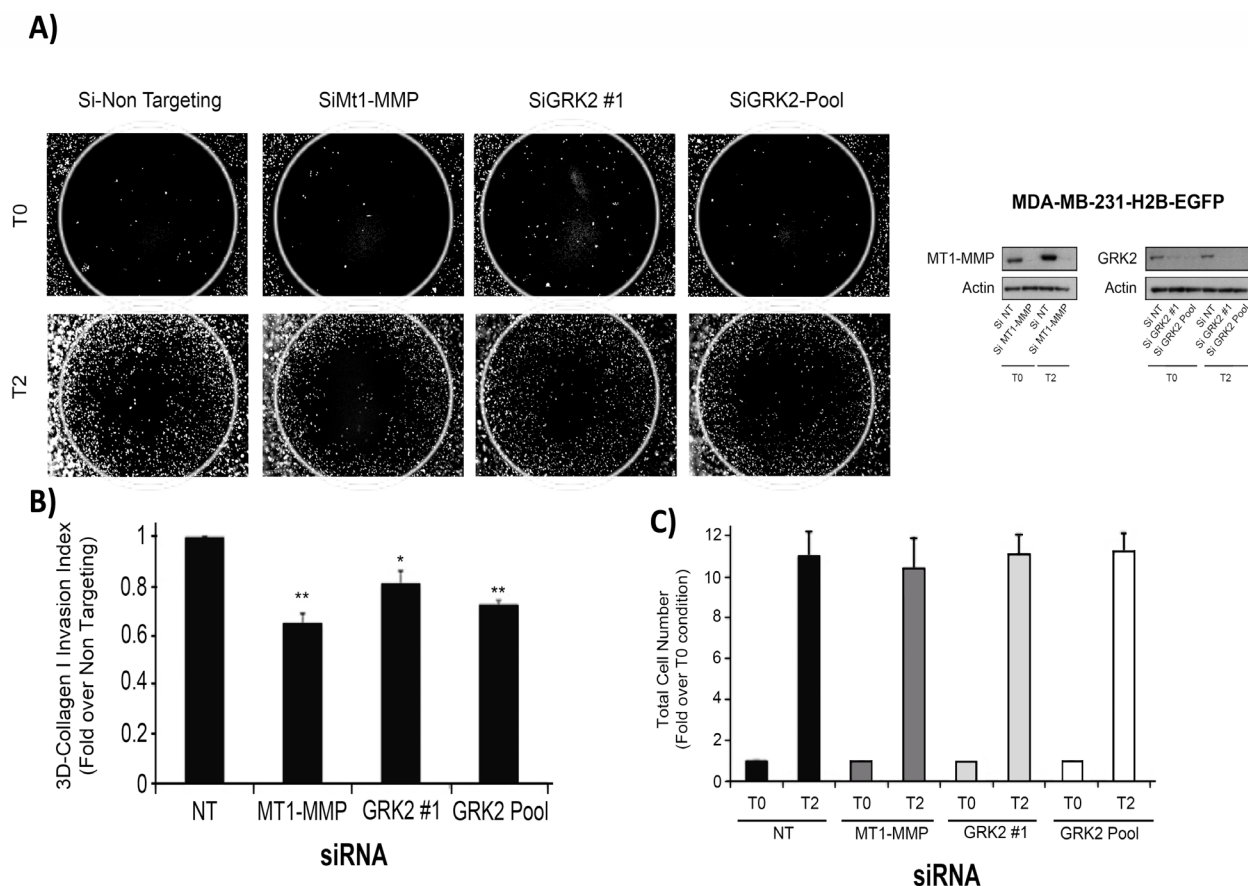 A)
Si-Non Targeting
SiMt1-MMP
SiGRK2 #1
SiGRK2-Pool
T0
T2
MDA-MB-231-H2B-EGFP
MT1-MMP
Actin
Si NT
Si MT1-MMP
Si NT
Si MT1-MMP
T0
T2
GRK2
Actin
Si NT
Si GRK2 #1
Si GRK2 Pool
Si NT
Si GRK2 #1
Si GRK2 Pool
T0
T2
B)
3D-Collagen I Invasion Index
(Fold over Non Targeting)
1
0.8
0.6
0.4
0.2
0
**
*
**
NT
MT1-MMP
GRK2 #1
GRK2 Pool
siRNA
C)
Total Cell Number
(Fold over T0 condition)
12
10
8
6
4
2
0
T0
T2
T0
T2
T0
T2
T0
T2
NT
MT1-MMP
GRK2 #1
GRK2 Pool
siRNA